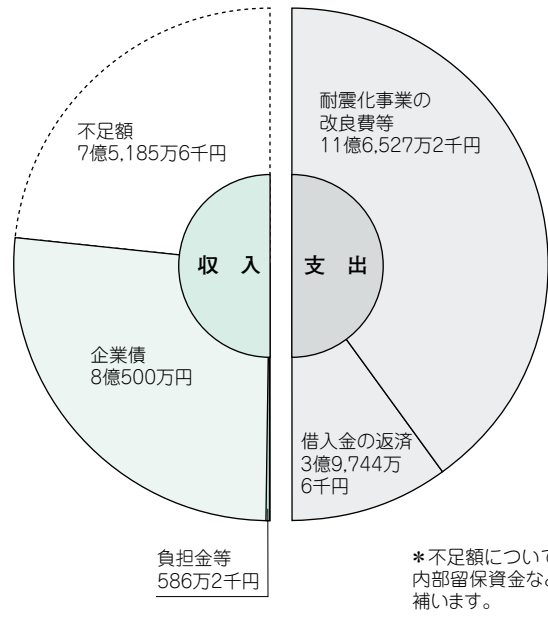 不足額
7億5,185万6千円
収 入
企業債
8億500万円
負担金等
586万2千円
耐震化事業の
改良費等
11億6,527万2千円
支 出
借入金の返済
3億9,744万
6千円
*不足額について
内部留保資金な
補います。